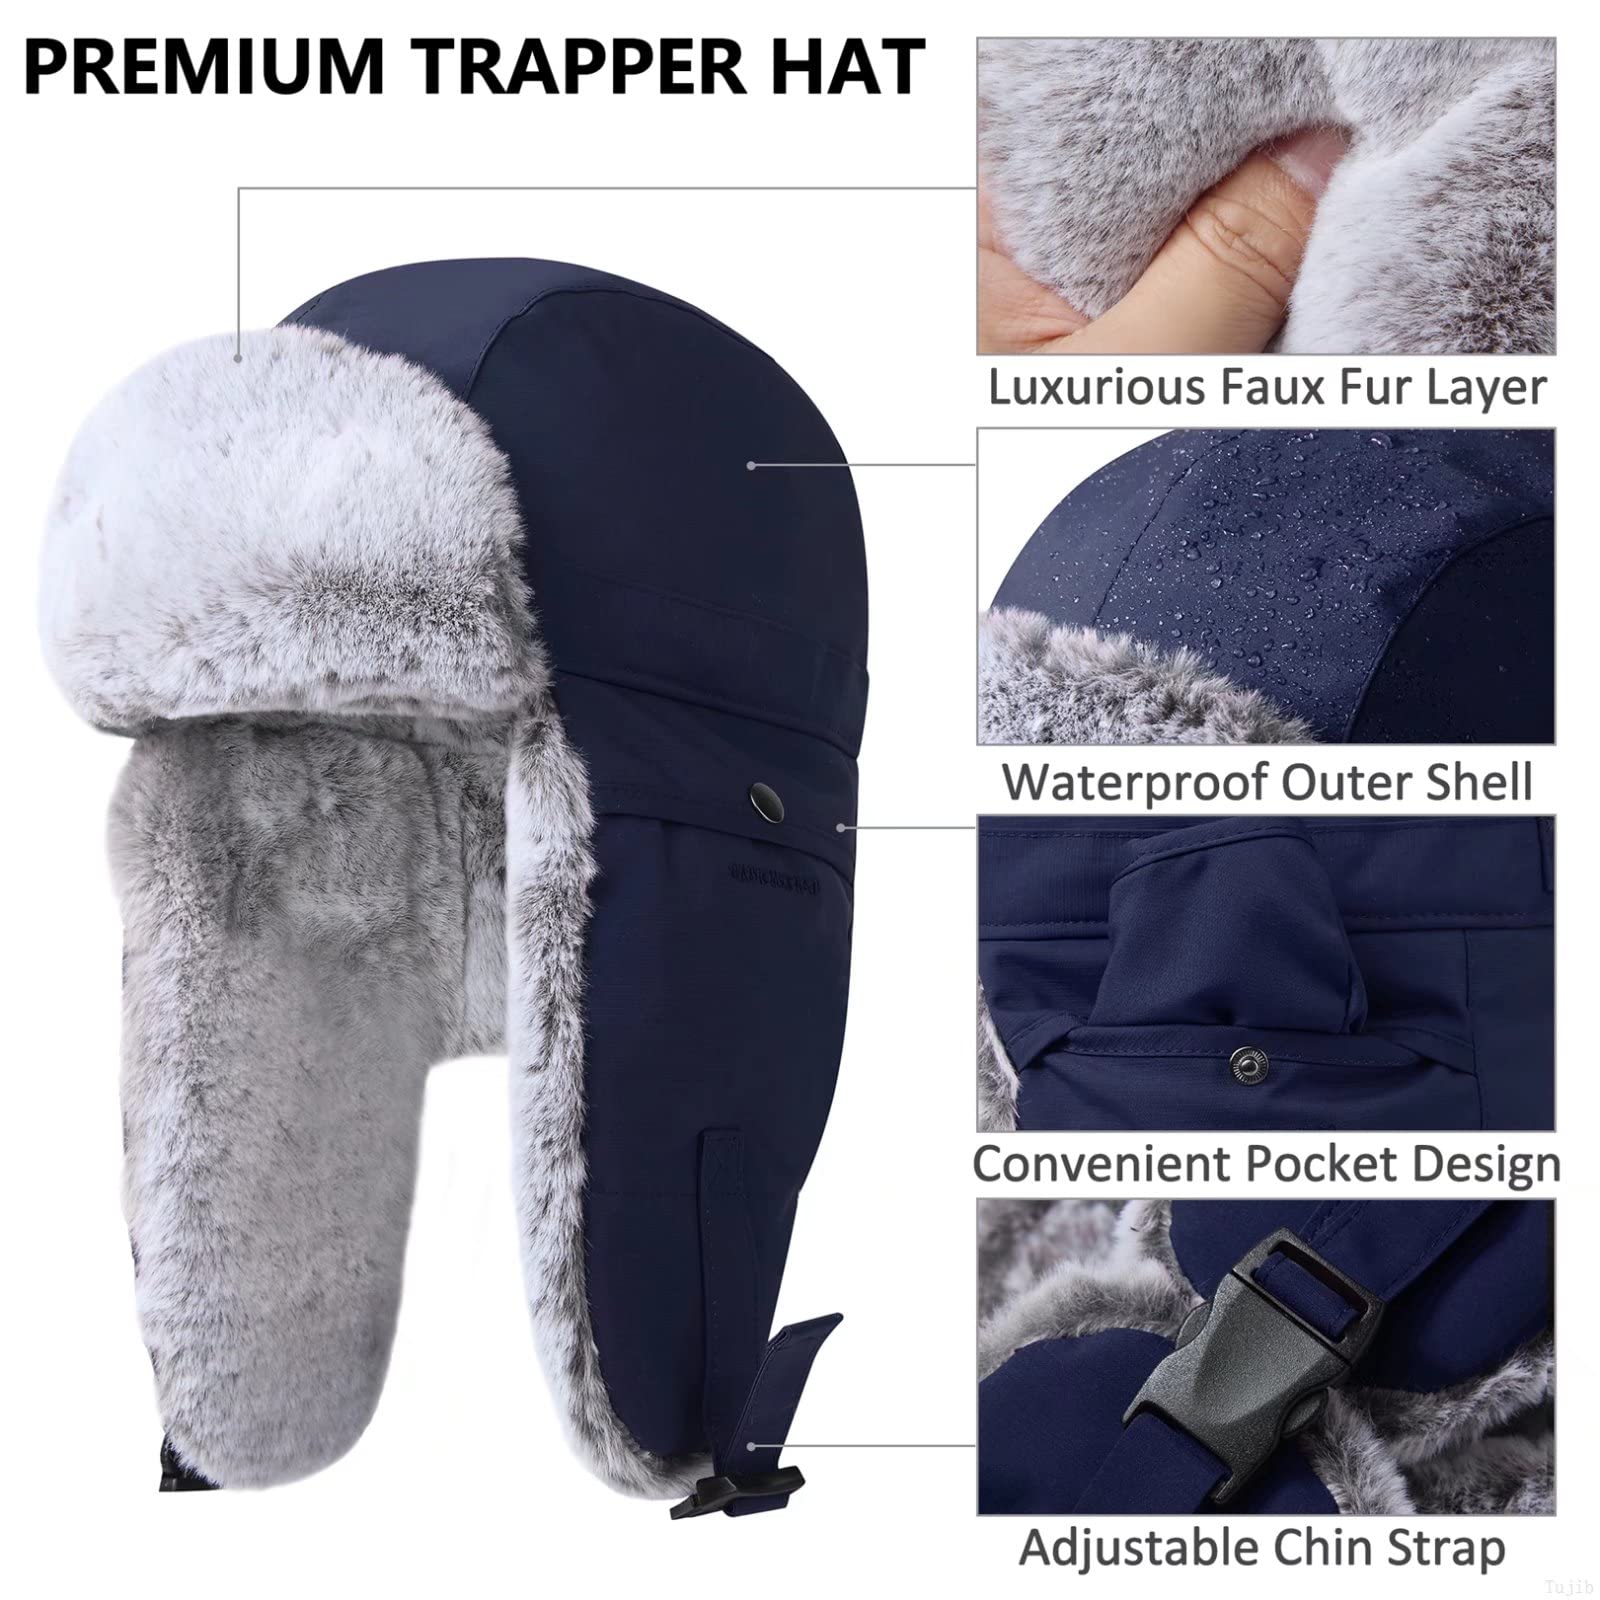 PREMIUM TRAPPER HAT
Luxurious Faux Fur Layer
Waterproof Outer Shell
Convenient Pocket Design
Adjustable Chin Strap
Tujib